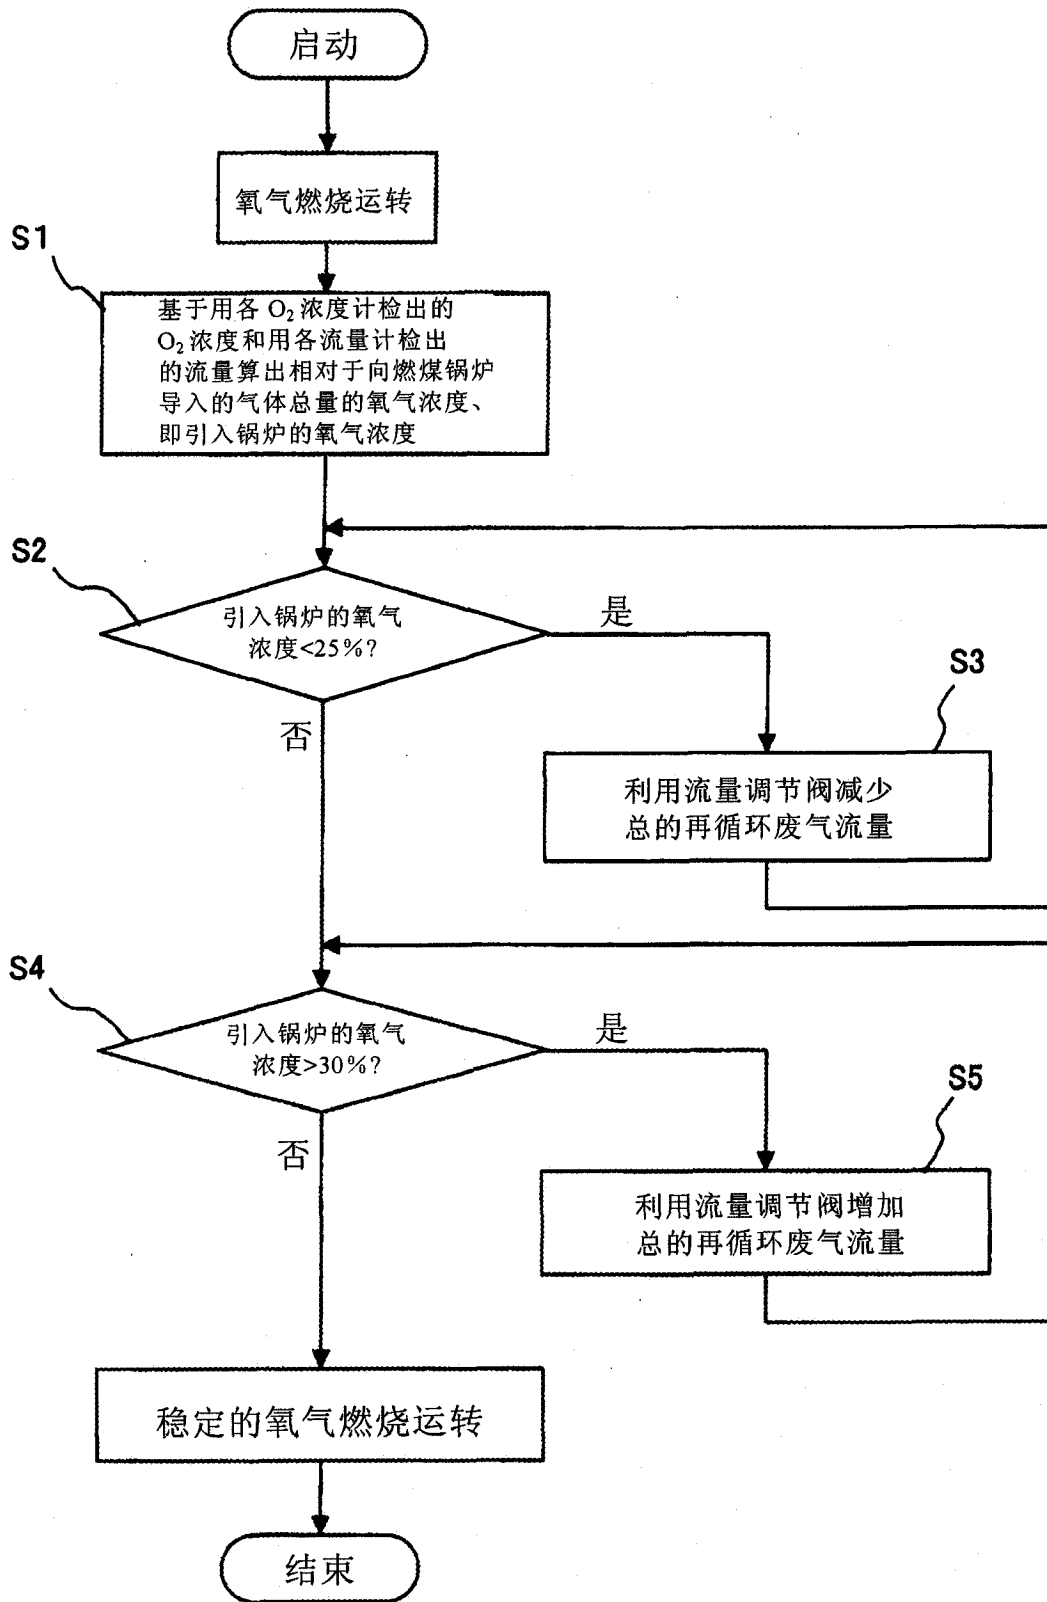 启动
氧气燃烧运转
S1
基于用各O₂浓度计检出的
O₂浓度和用各流量计检出
的流量算出相对于向燃煤锅炉
导入的气体总量的氧气浓度、
即引入锅炉的氧气浓度
S2
引入锅炉的氧气
浓度<25%?
是
否
S3
利用流量调节阀减少
总的再循环废气流量
S4
引入锅炉的氧气
浓度>30%?
是
否
S5
利用流量调节阀增加
总的再循环废气流量
稳定的氧气燃烧运转
结束